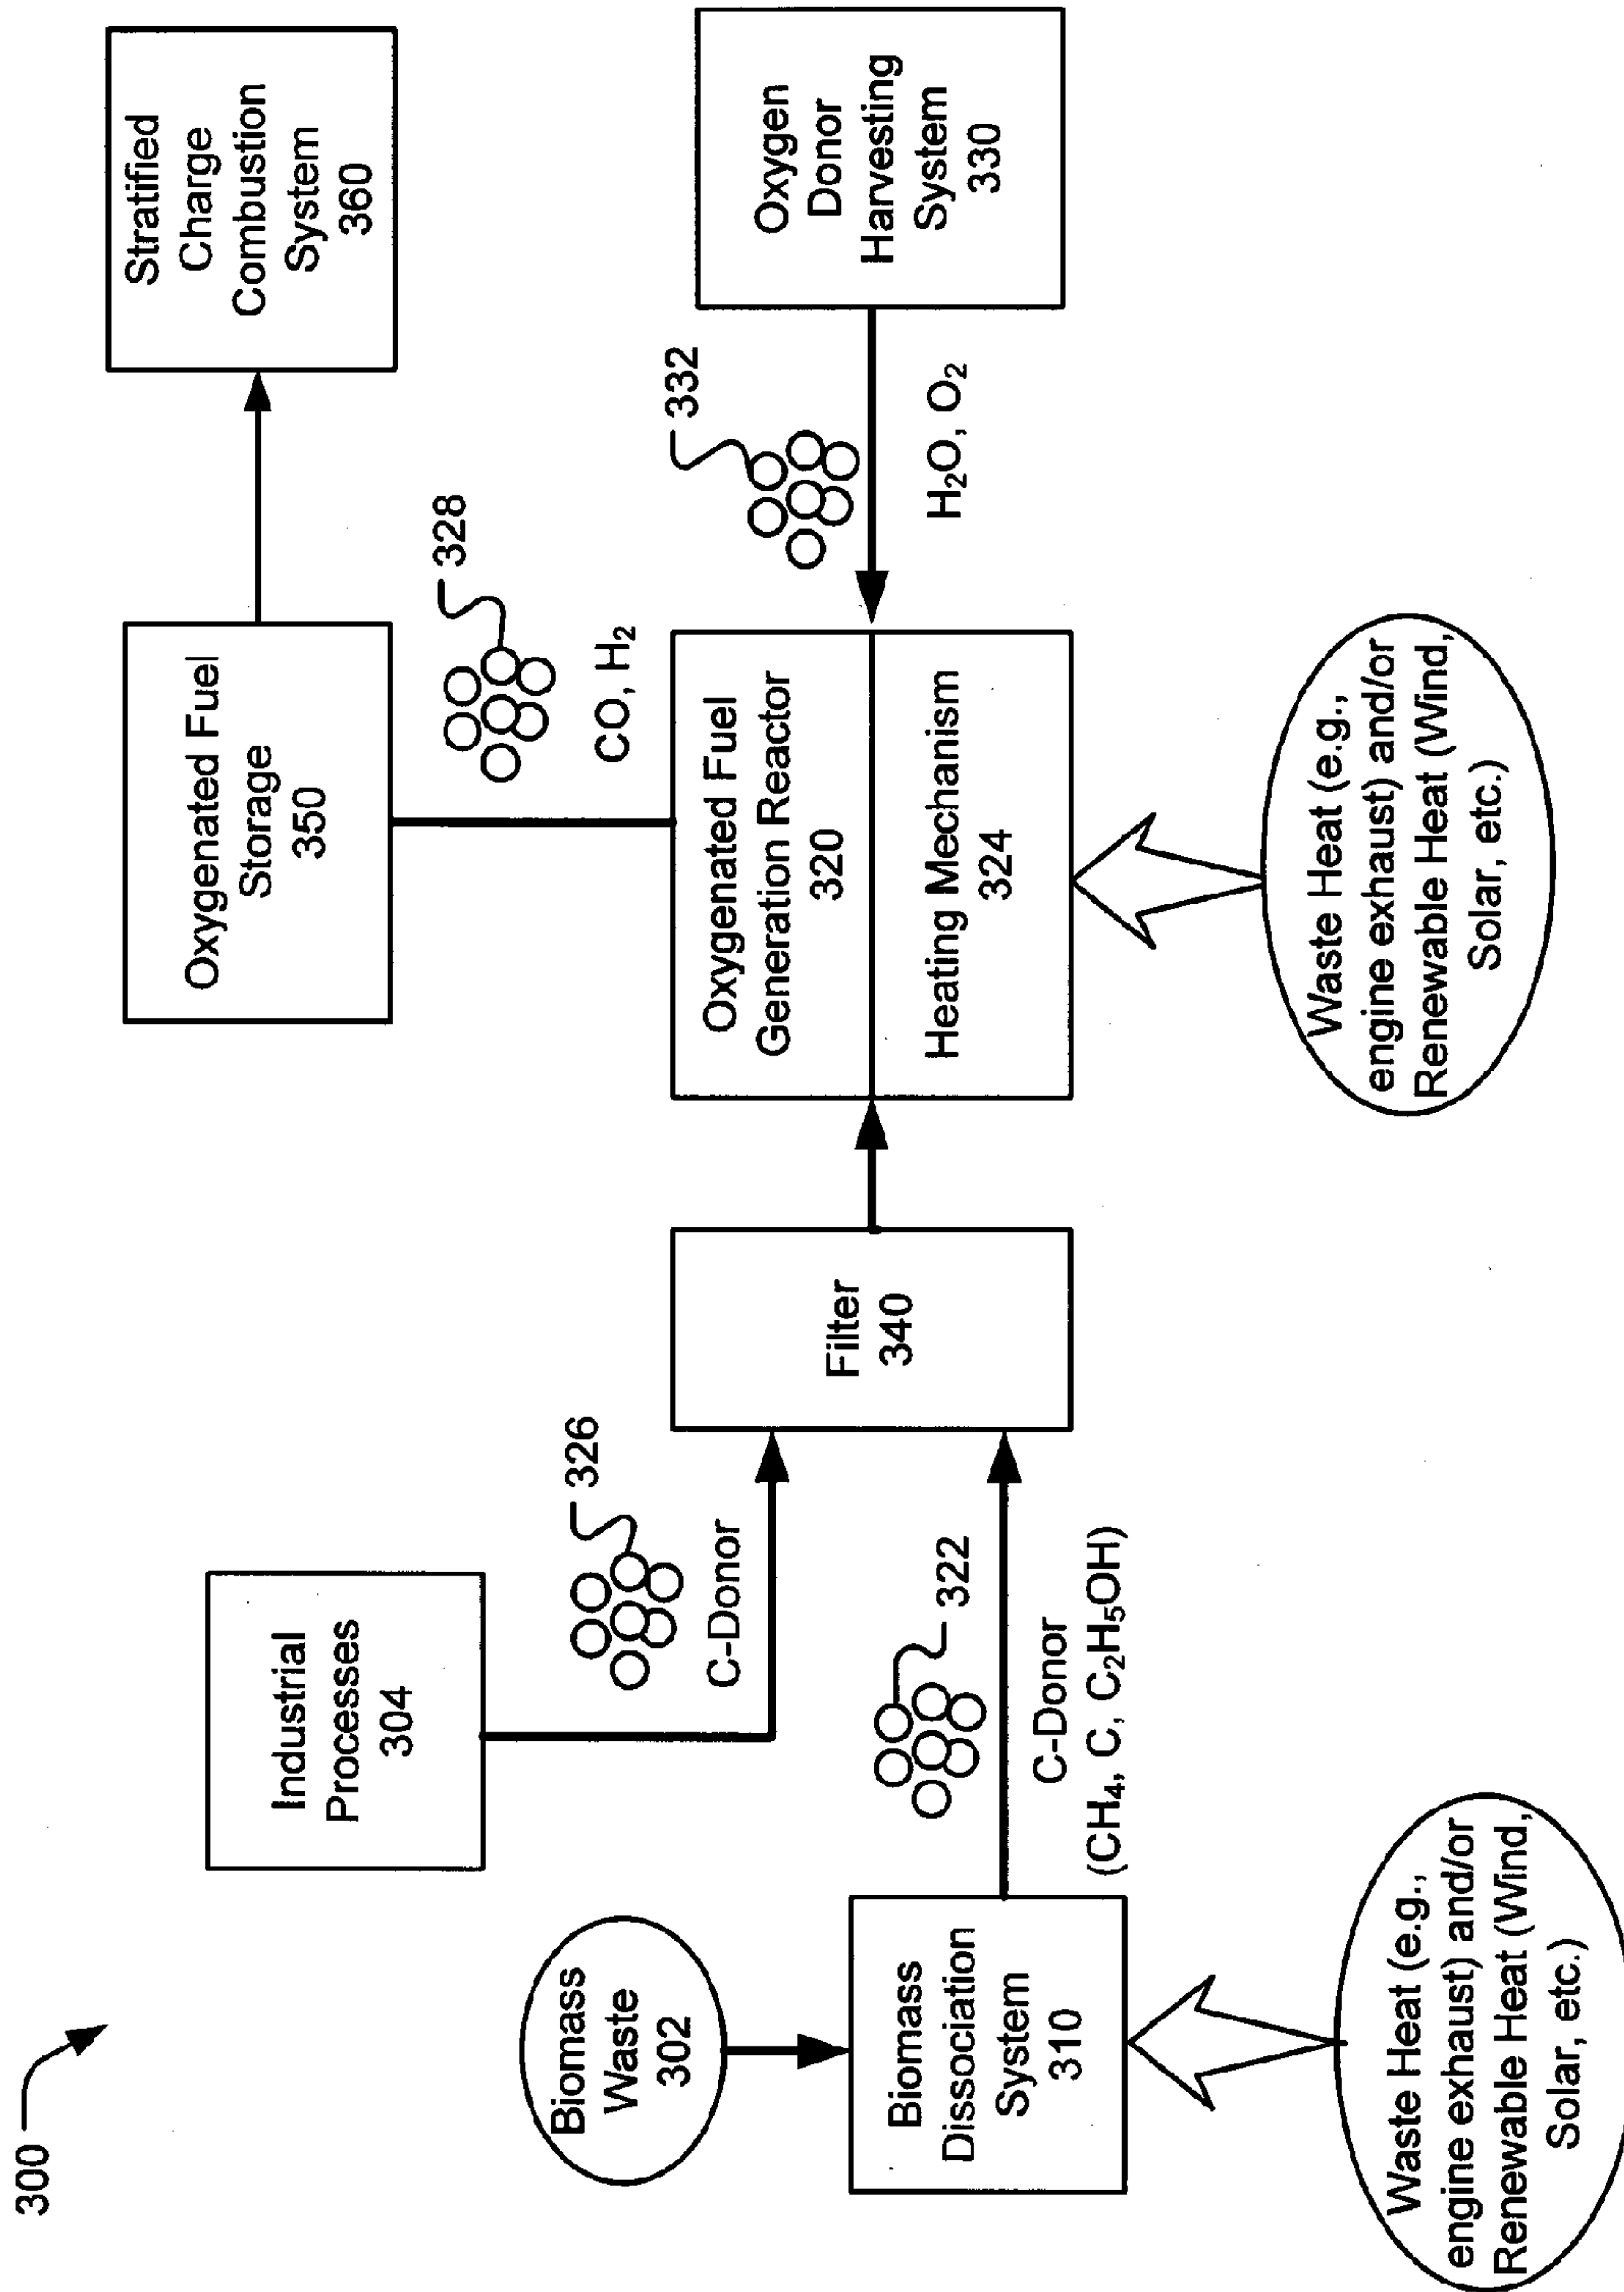 300
Biomass
Waste
302
Industrial
Processes
304
Biomass
Dissociation
System
310
Waste Heat (e.g.,
engine exhaust) and/or
Renewable Heat (Wind,
Solar, etc.)
326
C-Donor
322
C-Donor
(CH₄, C, C₂H₅OH)
Filter
340
Oxygenated Fuel
Storage
350
328
CO, H₂
Oxygenated Fuel
Generation Reactor
320
Heating Mechanism
324
Waste Heat (e.g.,
engine exhaust) and/or
Renewable Heat (Wind,
Solar, etc.)
Stratified
Charge
Combustion
System
360
332
H₂O, O₂
Oxygen
Donor
Harvesting
System
330